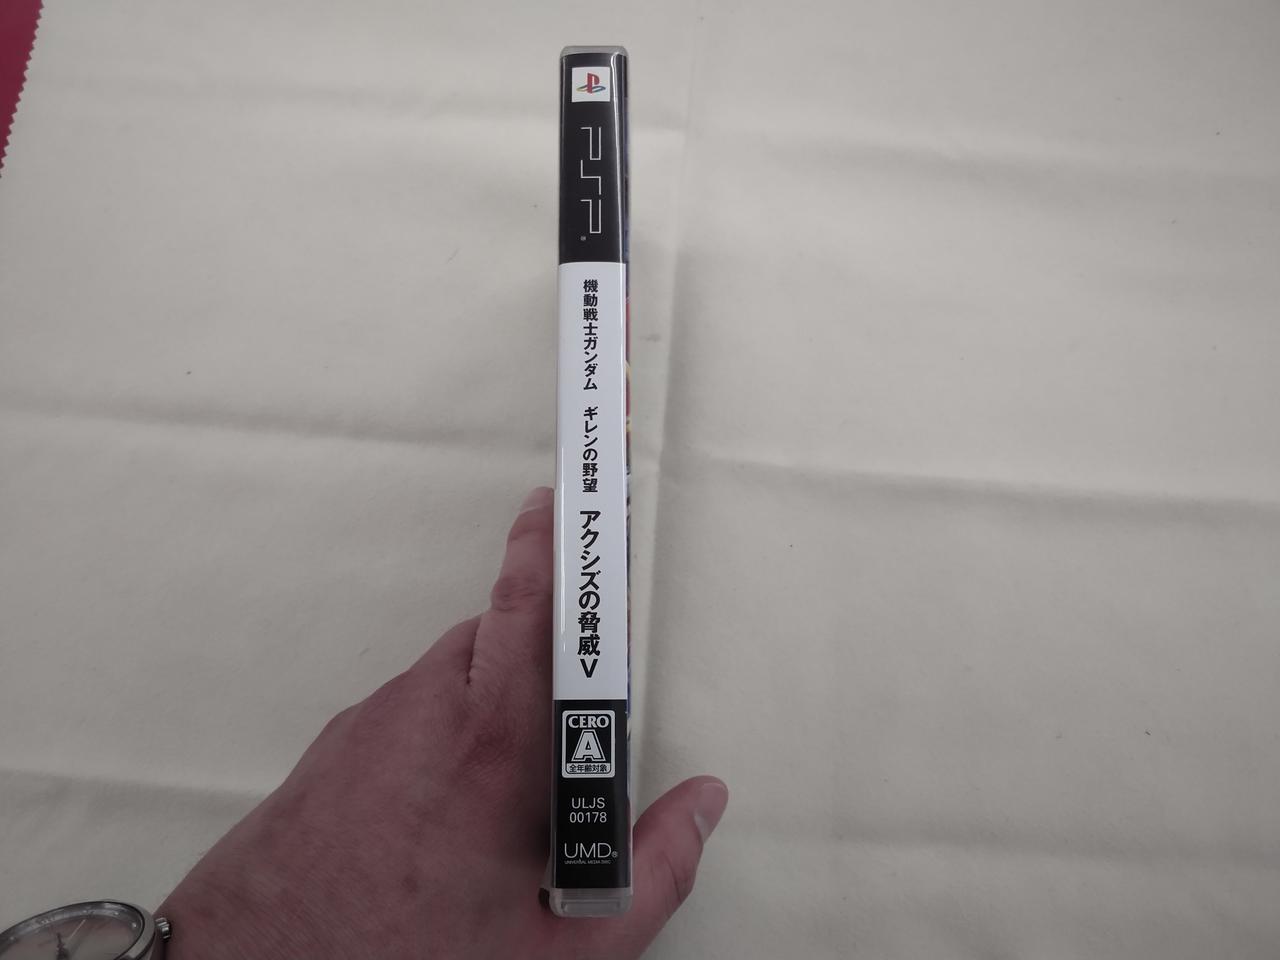 PSP®
機動戦士ガンダム ギレンの野望 アクシズの脅威V
CERO
A
全年齢対象
ULJS
00178
UMD®
UNIVERSAL MEDIA DISC